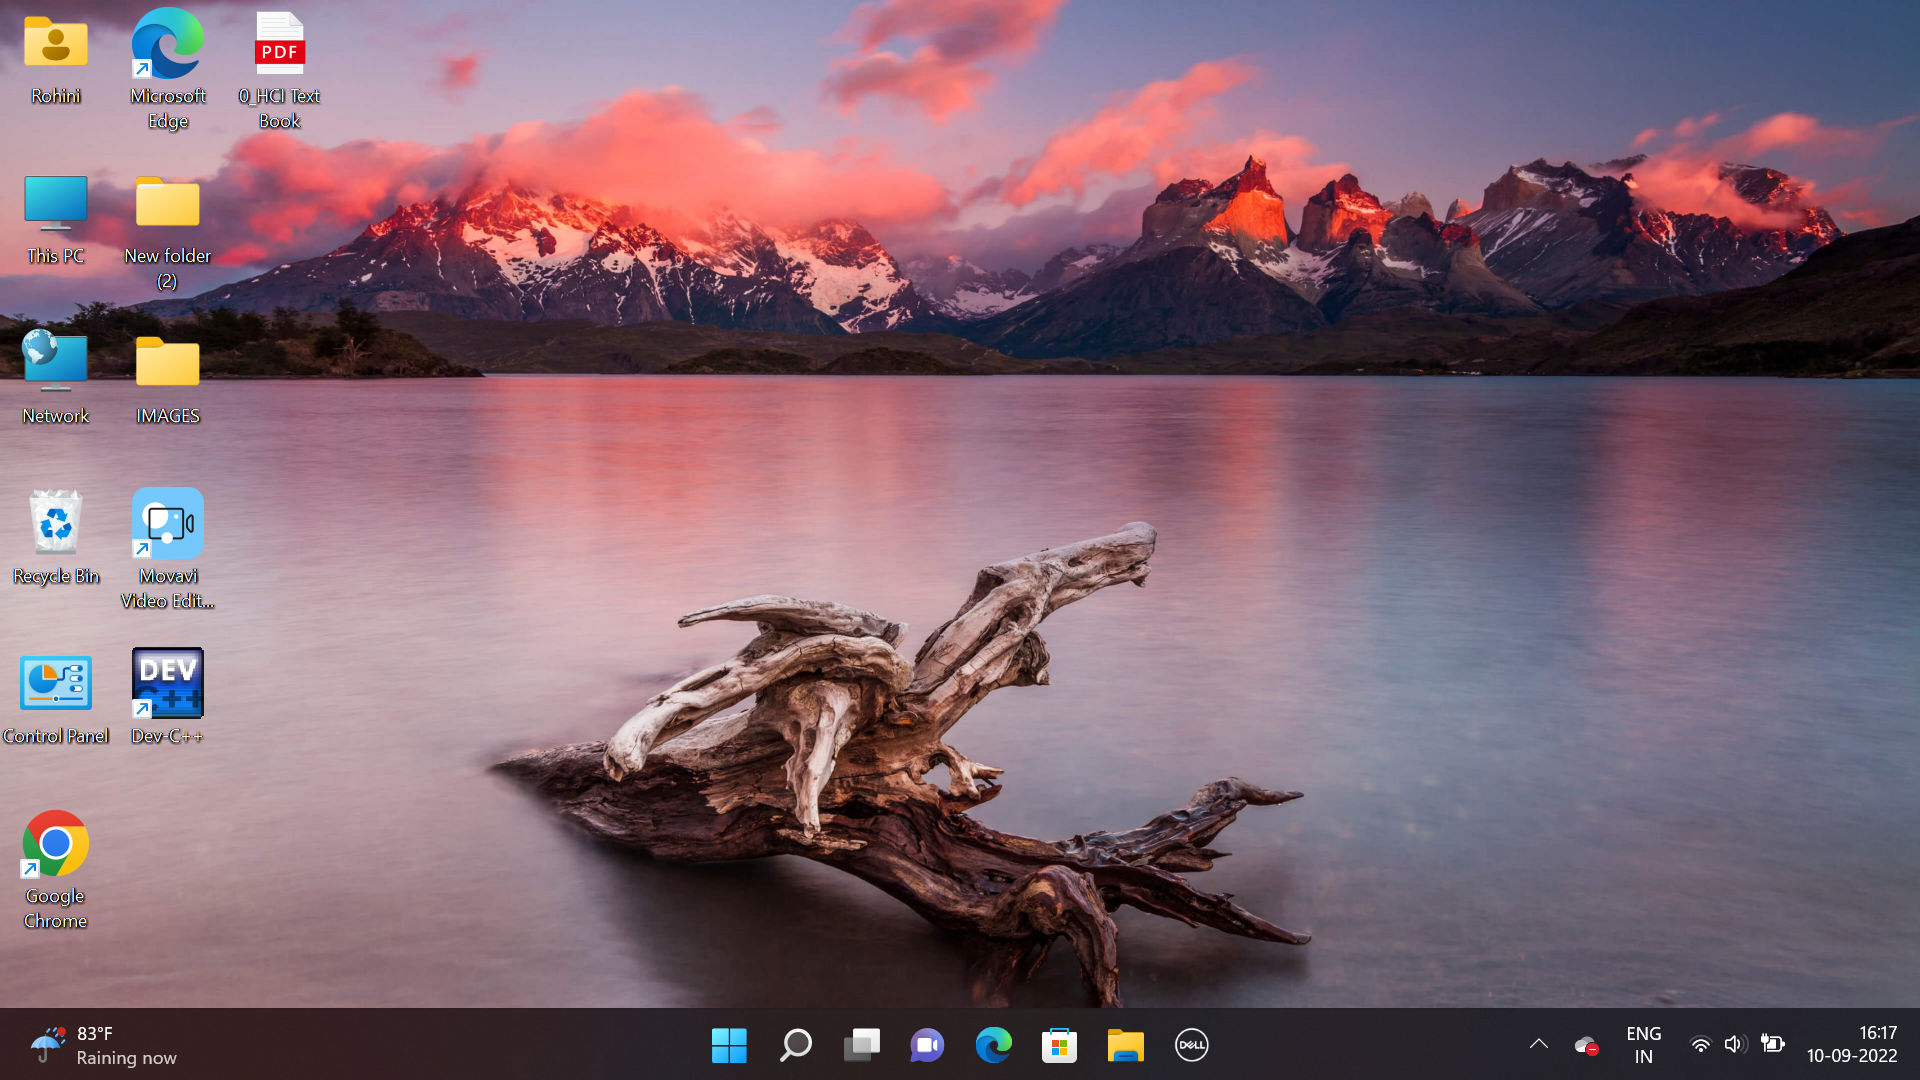 Rohini
Microsoft
Edge
PDF
0_HCI Text
Book
This PC
New folder
(2)
Network
IMAGES
Recycle Bin
Movavi
Video Edit...
DEV
C++
Control Panel
Dev-C++
Google
Chrome
83°F
Raining now
DELL
ENG
IN
16:17
10-09-2022